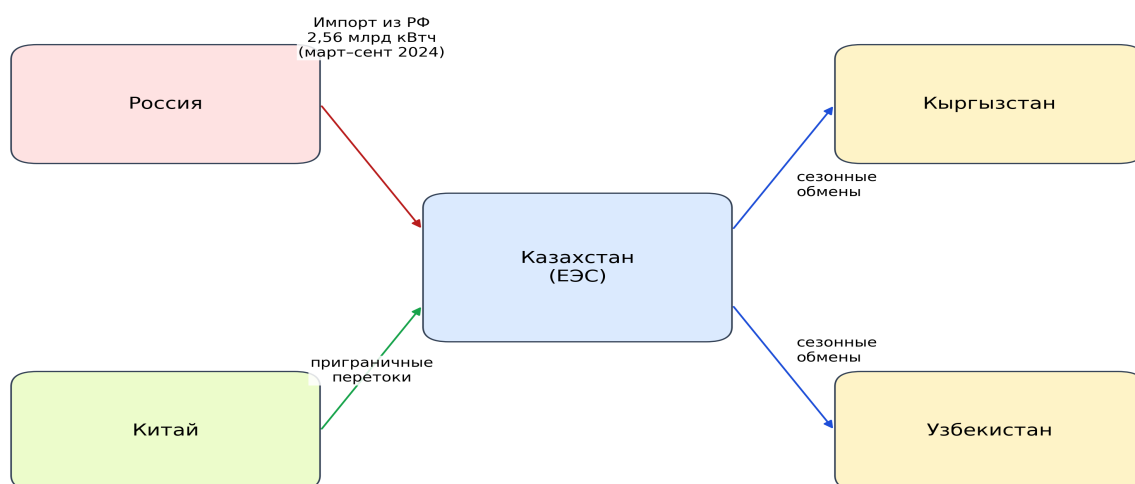 Импорт из РФ
2,56 млрд кВтч
(март–сент 2024)
Россия
Кыргызстан
сезонные
обмены
Казахстан
(ЕЭС)
сезонные
обмены
приграничные
перетоки
Китай
Узбекистан